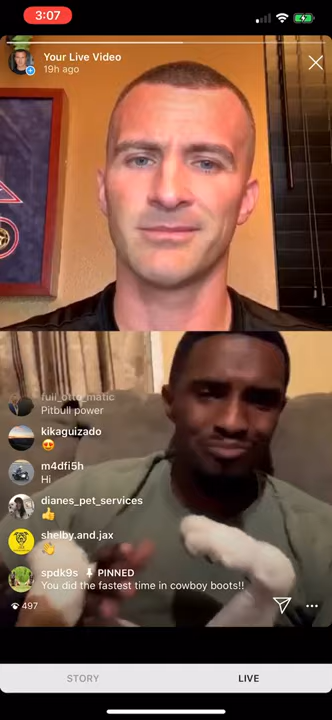 3:07
Your Live Video
19h ago
full_otto_matic
Pitbull power
kikaguizado
😍
m4dfi5h
Hi
dianes_pet_services
👍
shelby.and.jax
👏
spdk9s PINNED
You did the fastest time in cowboy boots!!
497
STORY
LIVE